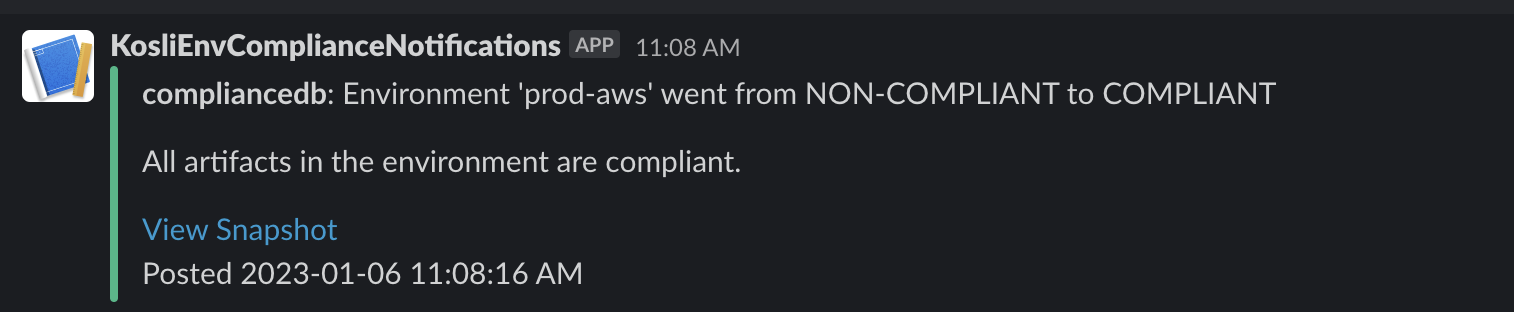 KosliEnvComplianceNotifications APP 11:08 AM
compliancedb: Environment 'prod-aws' went from NON-COMPLIANT to COMPLIANT
All artifacts in the environment are compliant.
View Snapshot
Posted 2023-01-06 11:08:16 AM